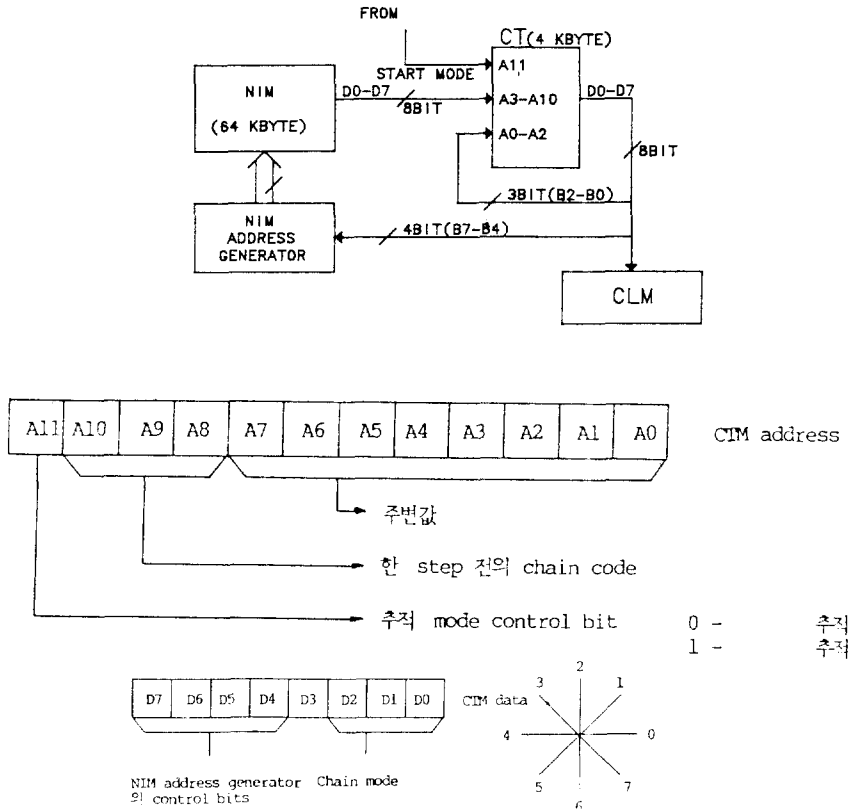 FROM
CT(4 KBYTE)
START MODE
A11
NIM
(64 KBYTE)
D0-D7
8BIT
A3-A10
D0-D7
A0-A2
8BIT
3BIT(B2-B0)
NIM
ADDRESS
GENERATOR
4BIT(B7-B4)
CLM
A11 A10 A9 A8 A7 A6 A5 A4 A3 A2 A1 A0 CTM address
주변값
한 step 전의 chain code
추적 mode control bit 0 - 추적
1 - 추적
D7 D6 D5 D4 D3 D2 D1 D0 CTM data
2
3 1
4 0
5 7
6
NIM address generator Chain mode
의 control bits